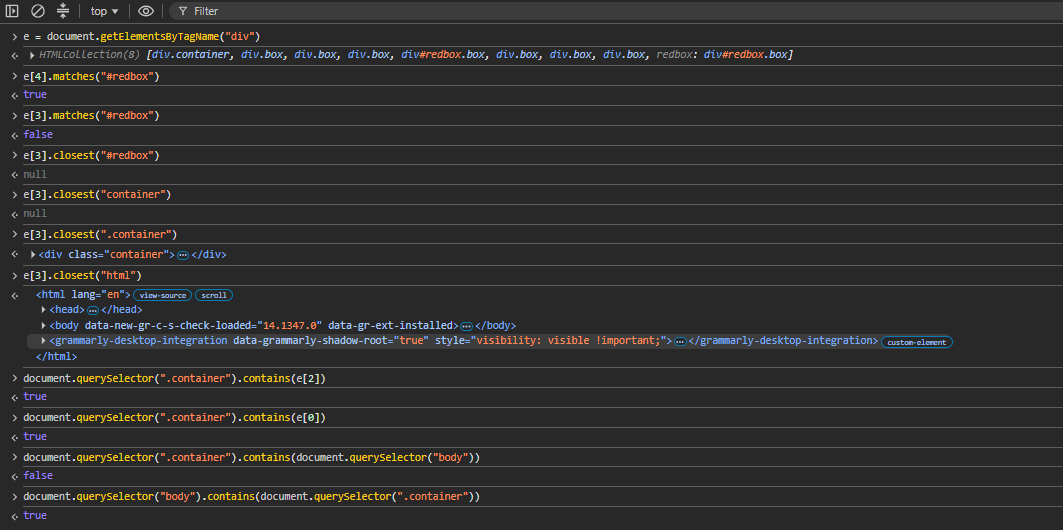 top Filter
e = document.getElementsByTagName("div")
HTMLCollection(8) [div.container, div.box, div.box, div.box, div#redbox.box, div.box, div.box, div.box, redbox: div#redbox.box]
e[4].matches("#redbox")
true
e[3].matches("#redbox")
false
e[3].closest("#redbox")
null
e[3].closest("container")
null
e[3].closest(".container")
<div class="container">…</div>
e[3].closest("html")
<html lang="en"> view-source scroll
<head>…</head>
<body data-new-gr-c-s-check-loaded="14.1347.0" data-gr-ext-installed>…</body>
<grammarly-desktop-integration data-grammarly-shadow-root="true" style="visibility: visible !important;">…</grammarly-desktop-integration> custom-element
</html>
document.querySelector(".container").contains(e[2])
true
document.querySelector(".container").contains(e[0])
true
document.querySelector(".container").contains(document.querySelector("body"))
false
document.querySelector("body").contains(document.querySelector(".container"))
true